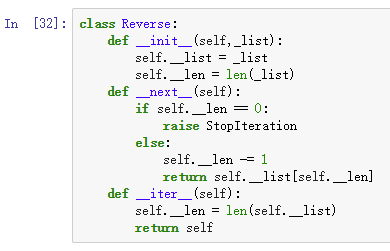 In [32]: class Reverse:
def __init__(self,_list):
self.__list = _list
self.__len = len(_list)
def __next__(self):
if self.__len == 0:
raise StopIteration
else:
self.__len -= 1
return self.__list[self.__len]
def __iter__(self):
self.__len = len(self.__list)
return self